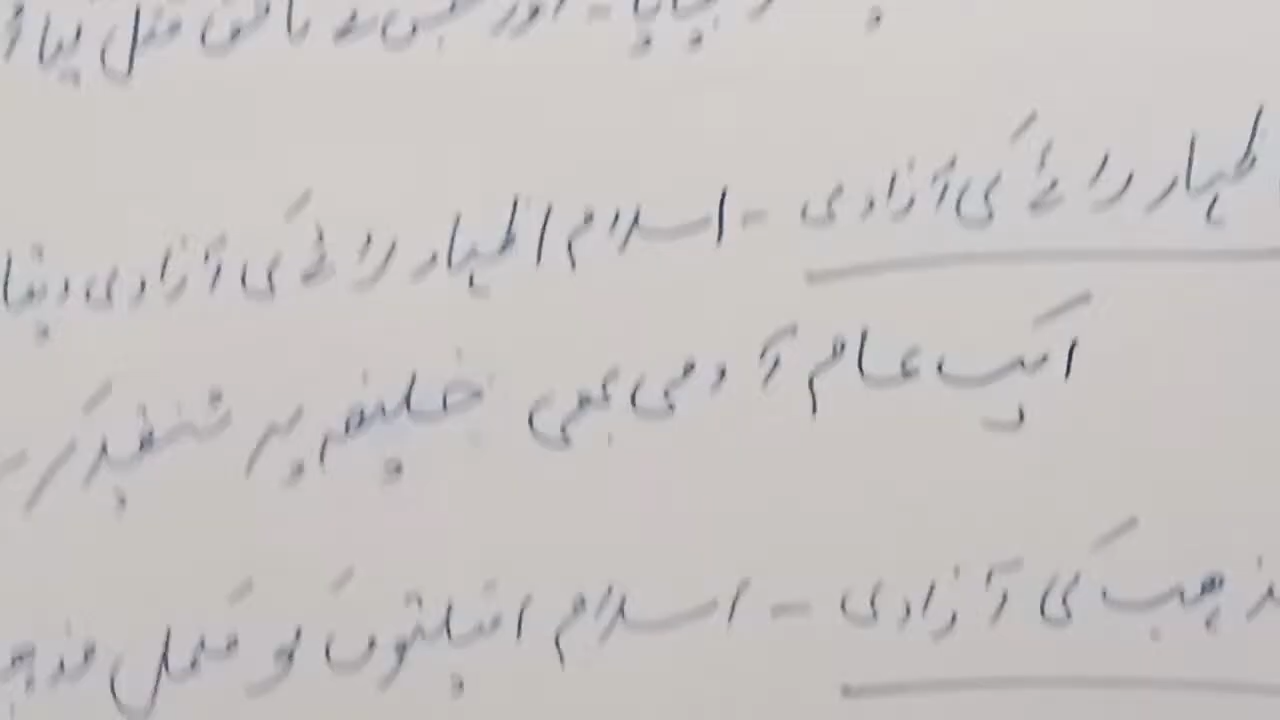 اظہار رائے کی آزادی - اسلام اظہار رائے کی آزادی دیتا
ایک عام آدمی بھی خلیفہ پر تنقید کر
مذہب کی آزادی - اسلام اقلیتوں کو مکمل مذہبی